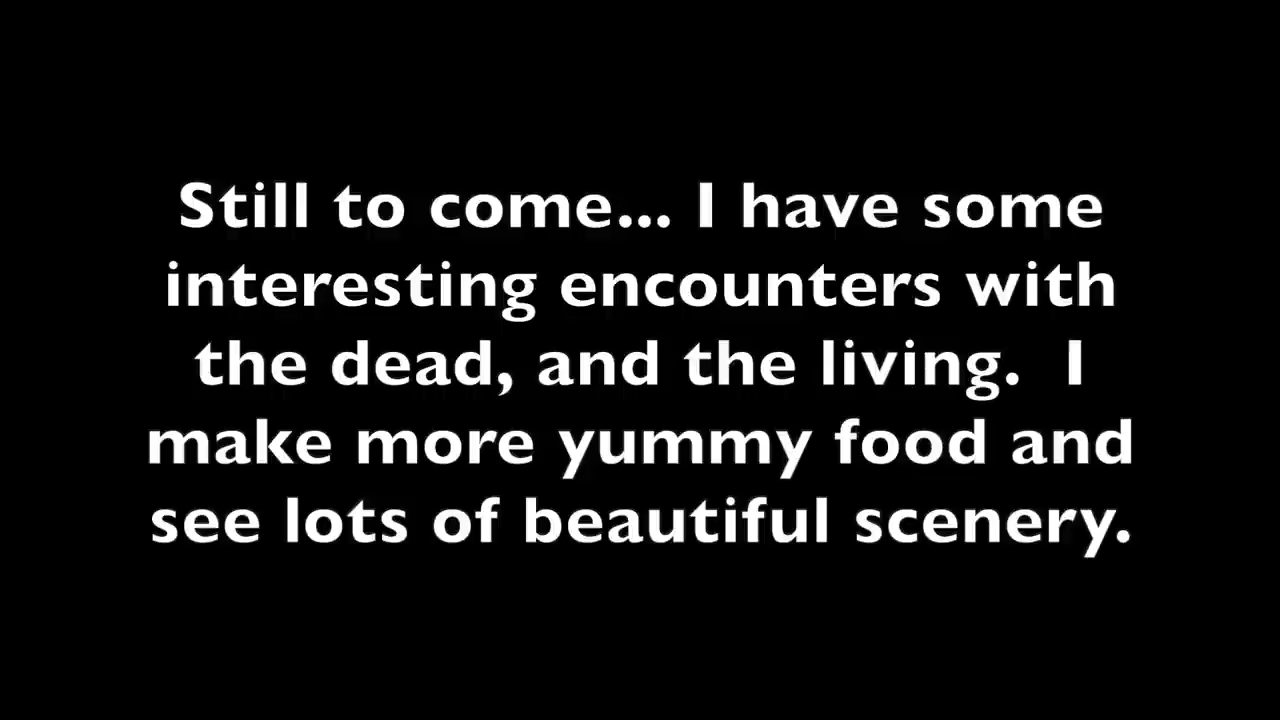 Still to come... I have some
interesting encounters with
the dead, and the living.  I
make more yummy food and
see lots of beautiful scenery.